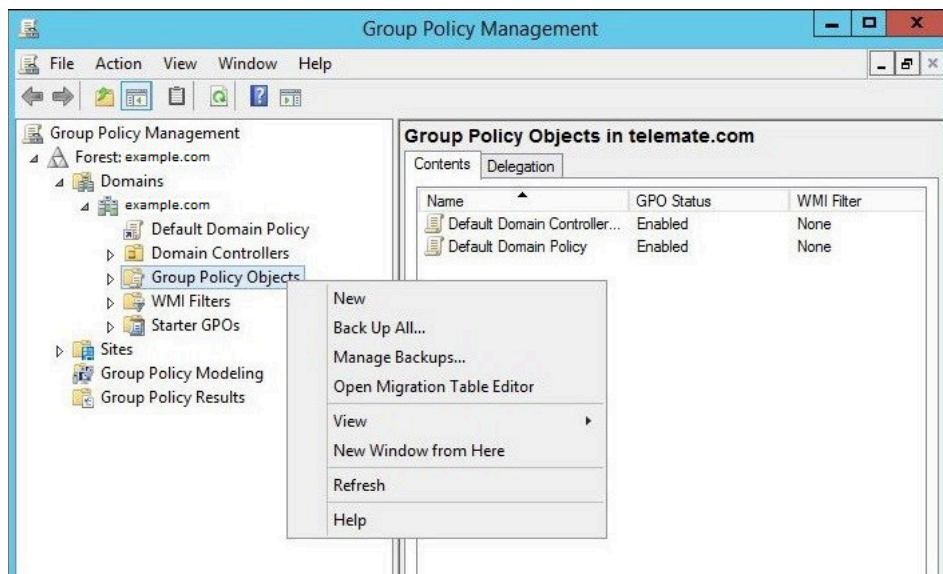 Group Policy Management
File Action View Window Help
Group Policy Management
Forest: example.com
Domains
example.com
Default Domain Policy
Domain Controllers
Group Policy Objects
WMI Filters
Starter GPOs
Sites
Group Policy Modeling
Group Policy Results
Group Policy Objects in telemate.com
Contents Delegation
Name GPO Status WMI Filter
Default Domain Controller... Enabled None
Default Domain Policy Enabled None
New
Back Up All...
Manage Backups...
Open Migration Table Editor
View
New Window from Here
Refresh
Help